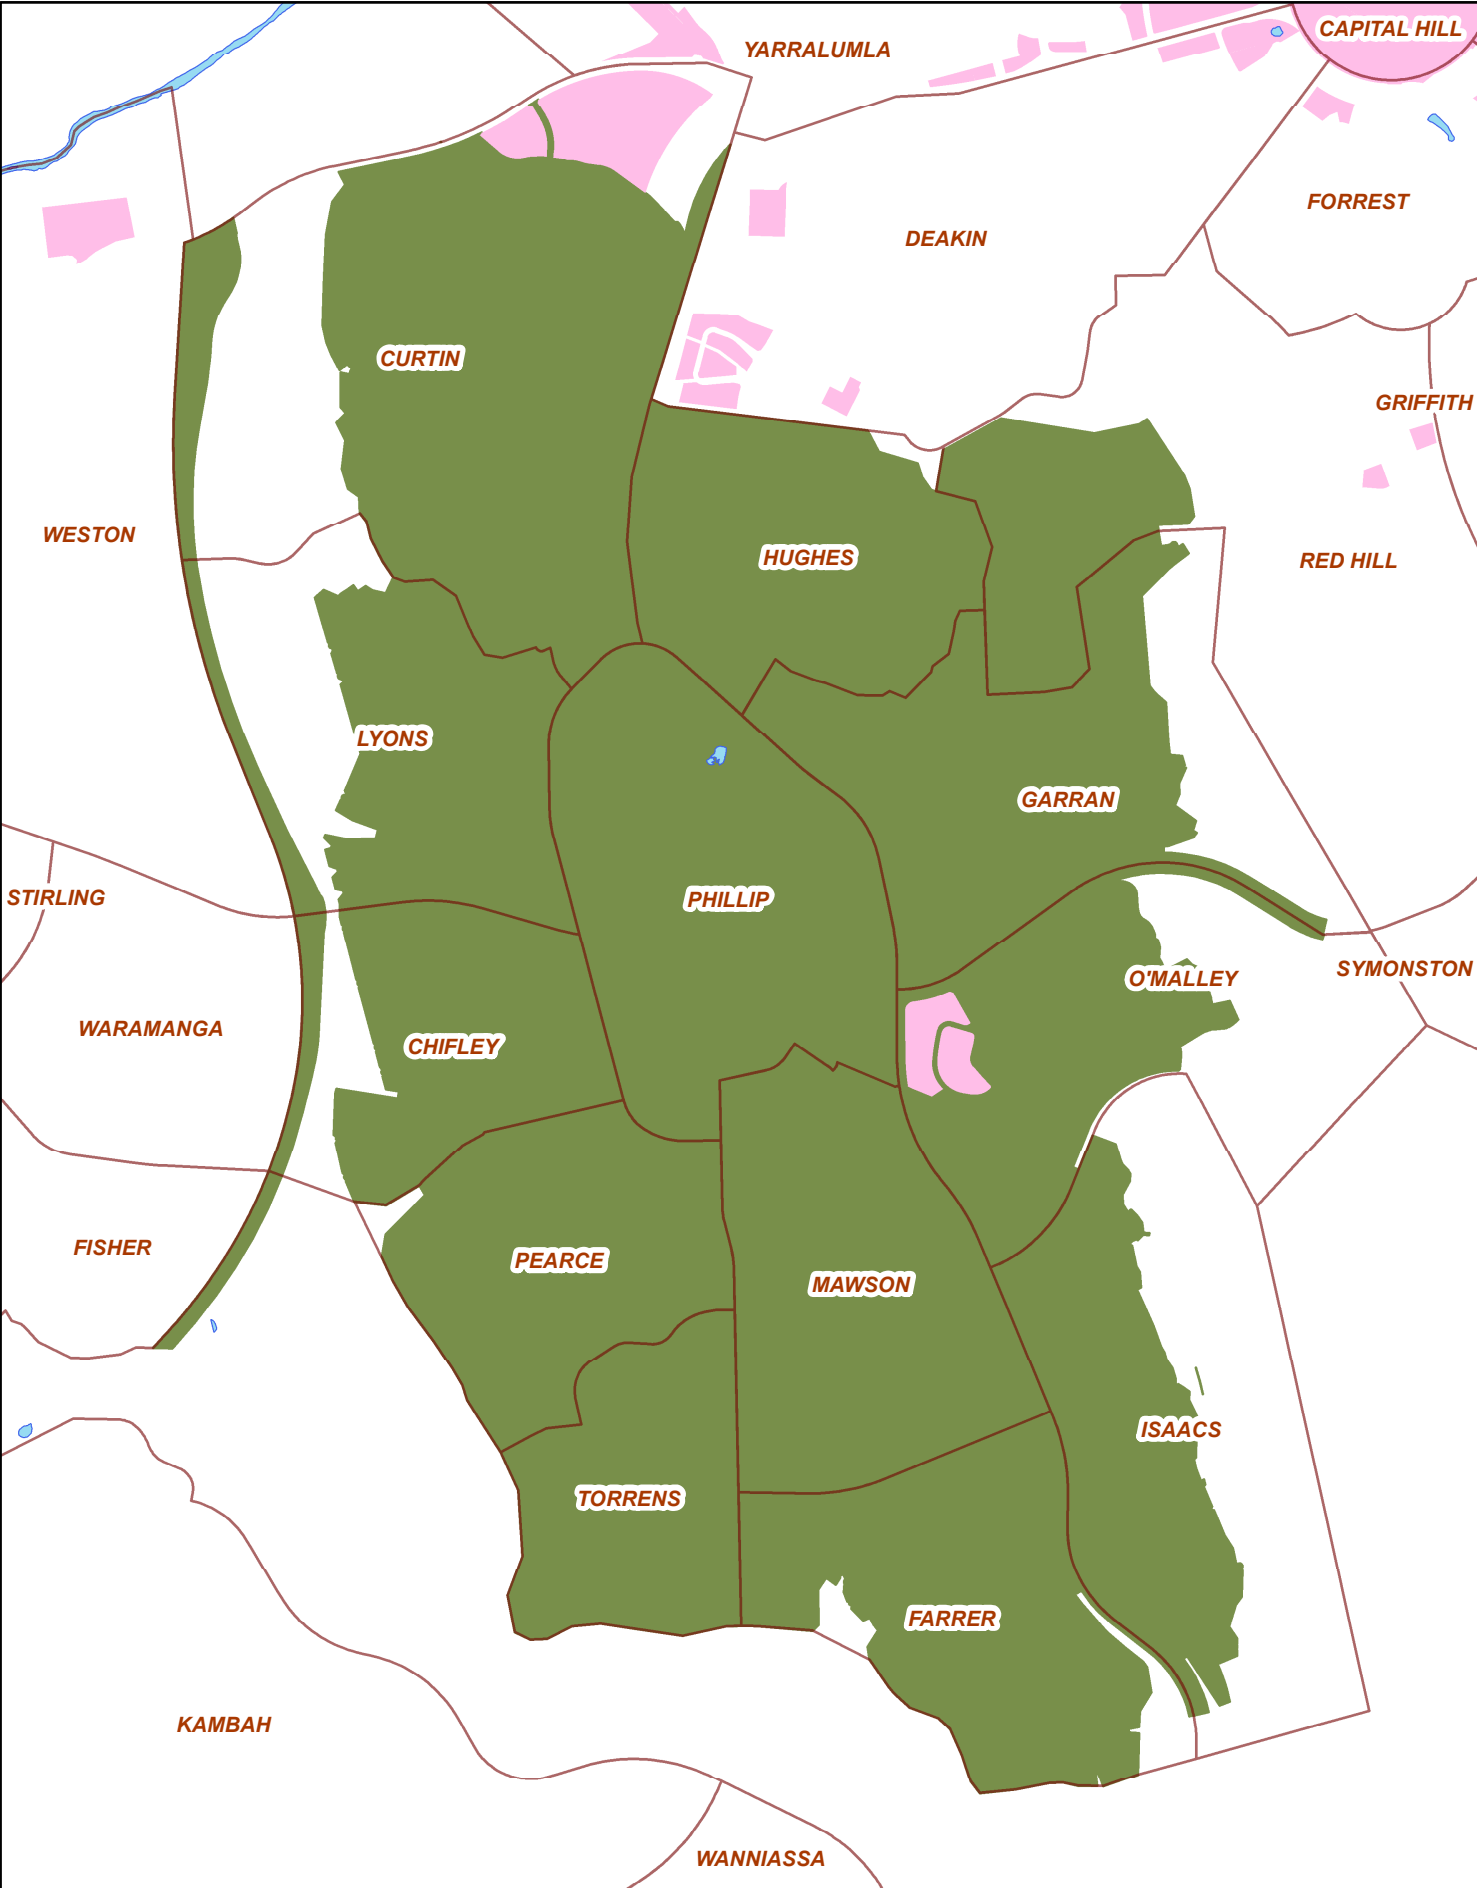 CAPITAL HILL
YARRALUMLA
FORREST
DEAKIN
CURTIN
GRIFFITH
WESTON
HUGHES
RED HILL
LYONS
GARRAN
STIRLING
PHILLIP
SYMONSTON
O'MALLEY
WARAMANGA
CHIFLEY
FISHER
PEARCE
MAWSON
ISAACS
TORRENS
FARRER
KAMBAH
WANNIASSA